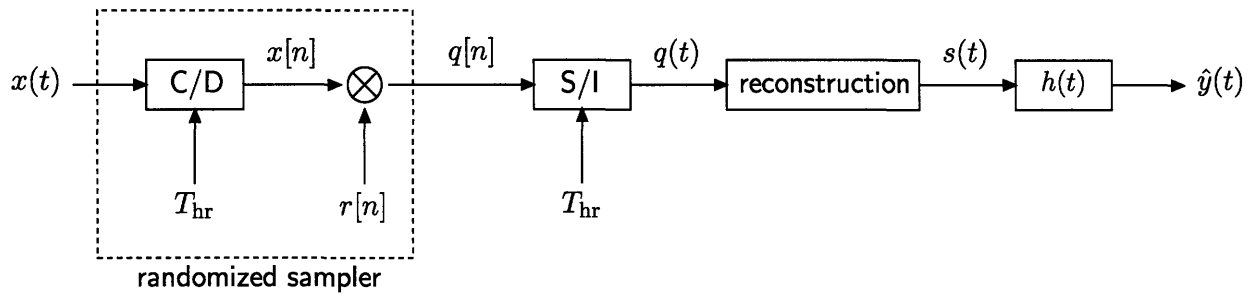 x(t) C/D x[n] q[n] S/I q(t) reconstruction s(t) h(t) ŷ(t)
T_hr r[n] T_hr
randomized sampler